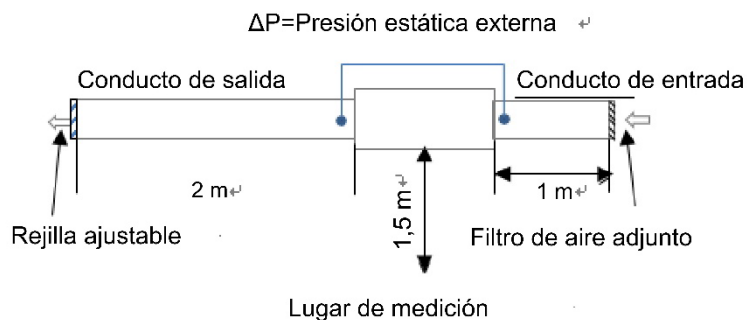 ΔP=Presión estática externa
Conducto de salida
Conducto de entrada
2 m
1,5 m
1 m
Rejilla ajustable
Filtro de aire adjunto
Lugar de medición